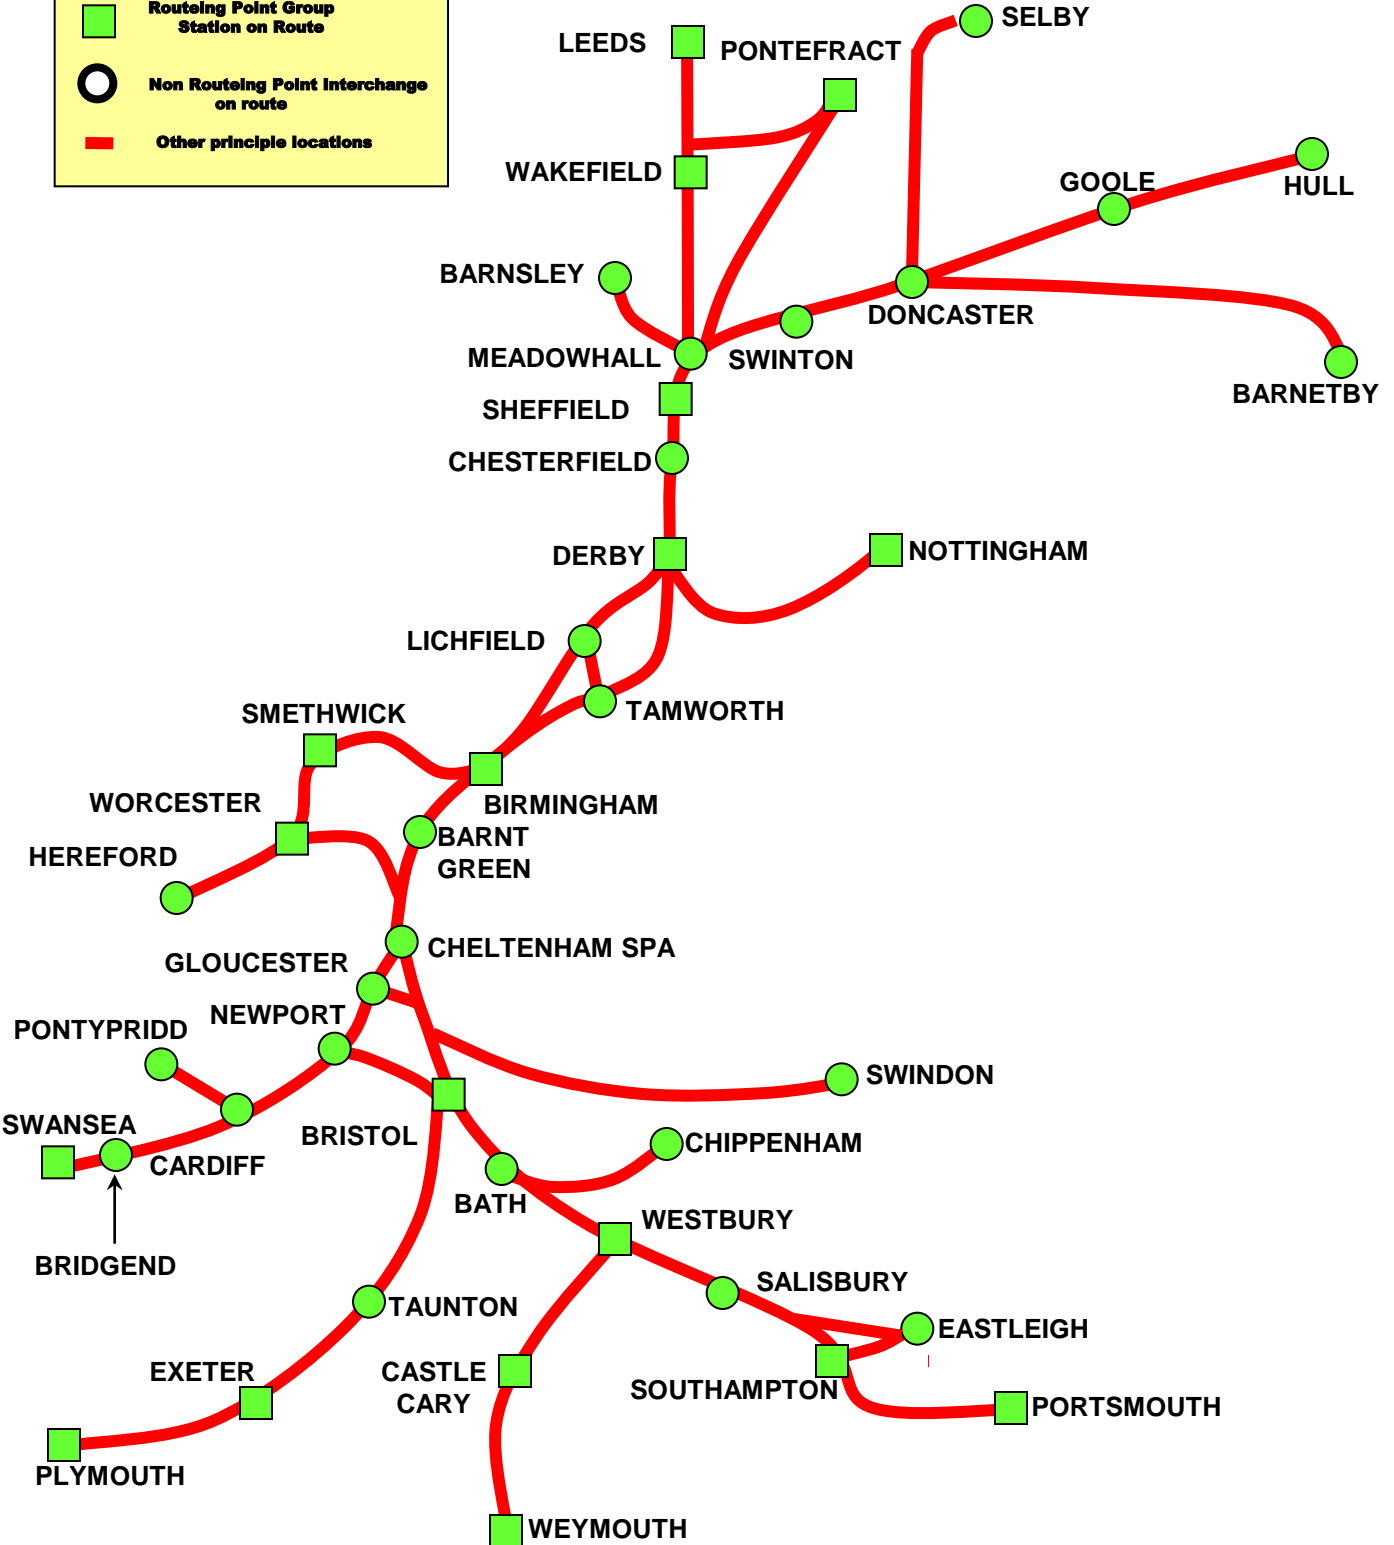 Routeing Point Group
Station on Route
Non Routeing Point Interchange
on route
Other principle locations
SELBY
LEEDS
PONTEFRACT
WAKEFIELD
GOOLE
HULL
BARNSLEY
DONCASTER
MEADOWHALL
SWINTON
BARNETBY
SHEFFIELD
CHESTERFIELD
DERBY
NOTTINGHAM
LICHFIELD
TAMWORTH
SMETHWICK
WORCESTER
BIRMINGHAM
BARNT
GREEN
HEREFORD
CHELTENHAM SPA
GLOUCESTER
NEWPORT
PONTYPRIDD
SWINDON
SWANSEA
BRISTOL
CHIPPENHAM
CARDIFF
BATH
WESTBURY
BRIDGEND
SALISBURY
TAUNTON
EASTLEIGH
EXETER
CASTLE
CARY
SOUTHAMPTON
PORTSMOUTH
PLYMOUTH
WEYMOUTH